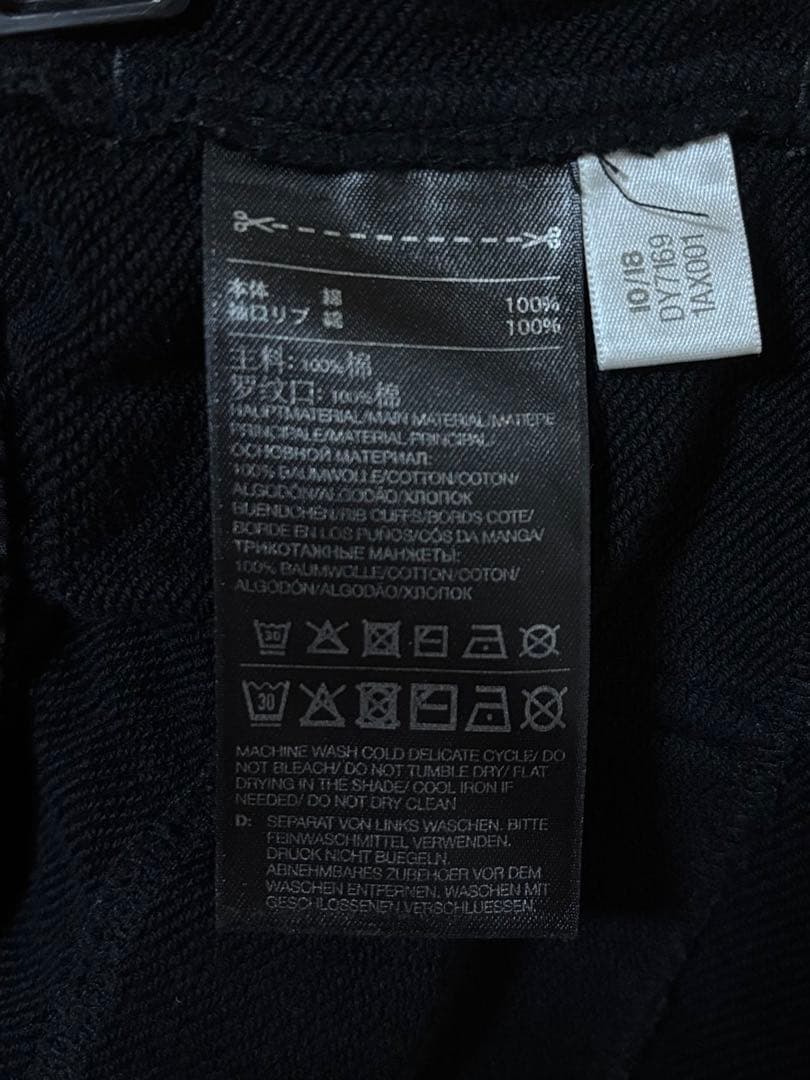 本体 綿 100%
袖口リブ 綿 100%
主料: 100%棉
罗纹口: 100%棉
HAUPTMATERIAL/MAIN MATERIAL/MATIÈRE
PRINCIPALE/MATERIAL PRINCIPAL/
ОСНОВНОЙ МАТЕРИАЛ:
100% BAUMWOLLE/COTTON/COTON/
ALGODÓN/ALGODÃO/ХЛОПОК
BUENDCHEN/RIB CUFFS/BORDS COTE/
BORDE EN LOS PUÑOS/CÓS DA MANGA/
ТРИКОТАЖНЫЕ МАНЖЕТЫ:
100% BAUMWOLLE/COTTON/COTON/
ALGODÓN/ALGODÃO/ХЛОПОК
30
30
MACHINE WASH COLD DELICATE CYCLE/ DO
NOT BLEACH/ DO NOT TUMBLE DRY/ FLAT
DRYING IN THE SHADE/ COOL IRON IF
NEEDED/ DO NOT DRY CLEAN
D: SEPARAT VON LINKS WASCHEN. BITTE
FEINWASCHMITTEL VERWENDEN.
DRUCK NICHT BUEGELN.
ABNEHMBARES ZUBEHOER VOR DEM
WASCHEN ENTFERNEN. WASCHEN MIT
GESCHLOSSENEN VERSCHLUESSEN.
10/18
DY7169
1AX001